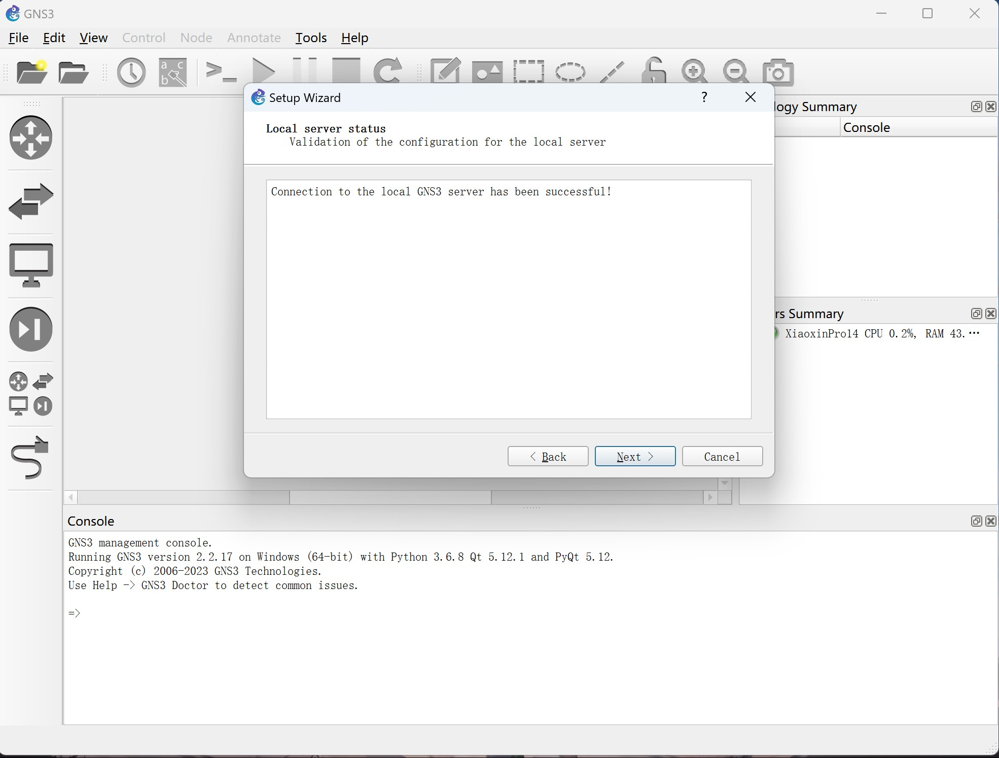 GNS3
File Edit View Control Node Annotate Tools Help
a c
b
Setup Wizard ?
Local server status
Validation of the configuration for the local server
Connection to the local GNS3 server has been successful!
< Back Next > Cancel
logy Summary
Console
rs Summary
XiaoxinPro14 CPU 0.2%, RAM 43.…
Console
GNS3 management console.
Running GNS3 version 2.2.17 on Windows (64-bit) with Python 3.6.8 Qt 5.12.1 and PyQt 5.12.
Copyright (c) 2006-2023 GNS3 Technologies.
Use Help -> GNS3 Doctor to detect common issues.
=>